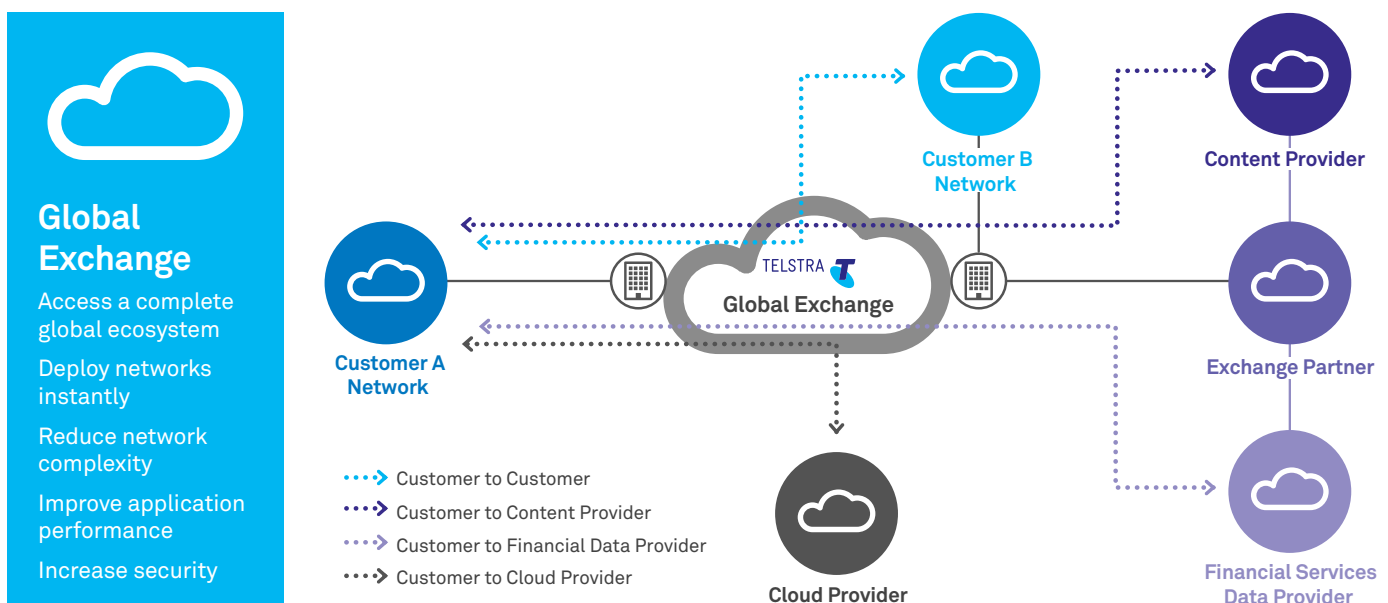 Global
Exchange
Access a complete
global ecosystem
Deploy networks
instantly
Reduce network
complexity
Improve application
performance
Increase security
Customer B
Network
Content Provider
TELSTRA T
Global Exchange
Customer A
Network
Exchange Partner
Customer to Customer
Customer to Content Provider
Customer to Financial Data Provider
Customer to Cloud Provider
Cloud Provider
Financial Services
Data Provider